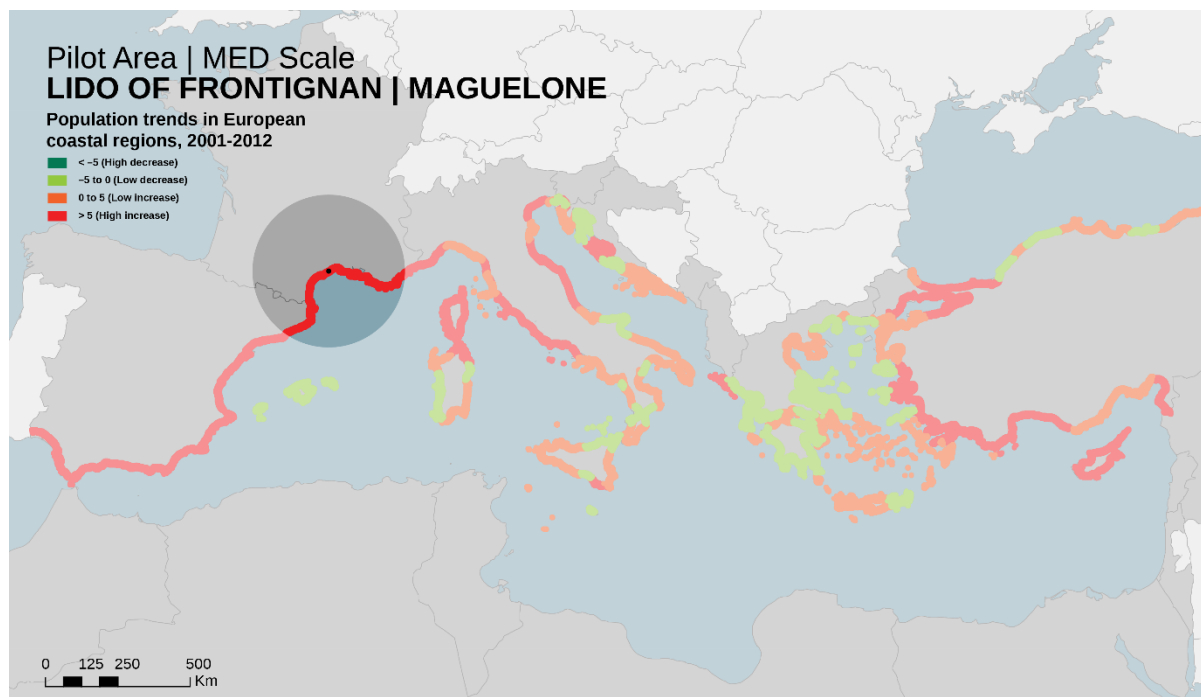 Pilot Area | MED Scale
LIDO OF FRONTIGNAN | MAGUELONE
Population trends in European
coastal regions, 2001-2012
< –5 (High decrease)
–5 to 0 (Low decrease)
0 to 5 (Low increase)
> 5 (High increase)
0 125 250 500
Km